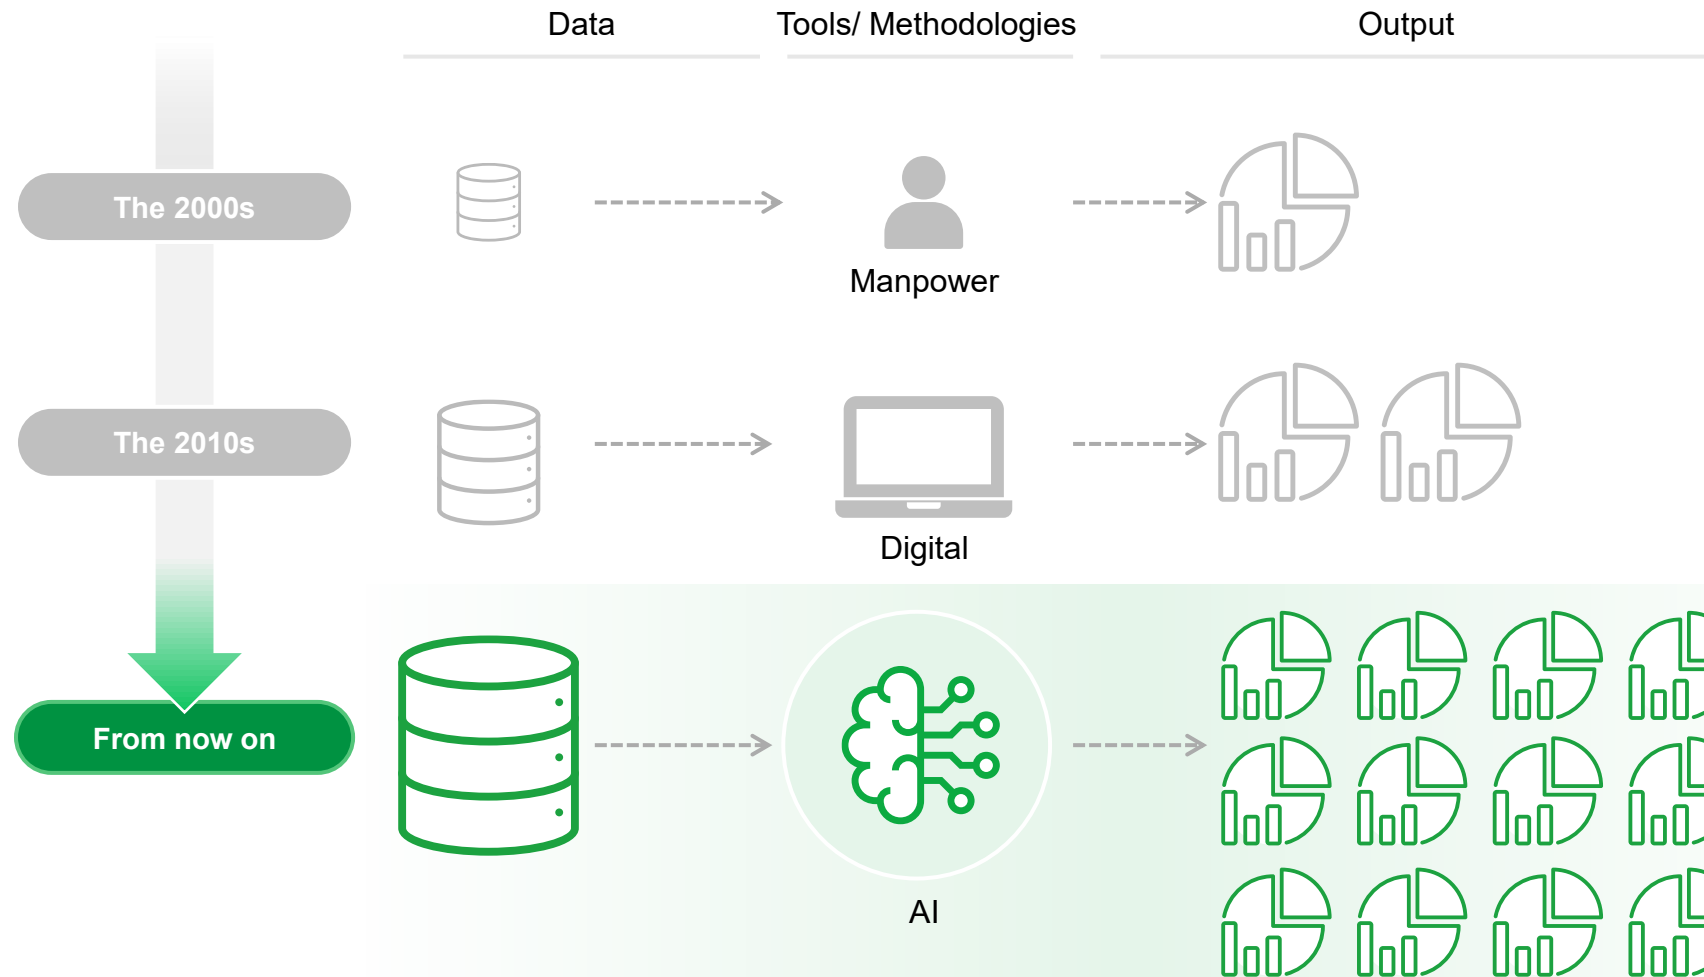 Data
Tools/ Methodologies
Output
The 2000s
Manpower
The 2010s
Digital
From now on
AI